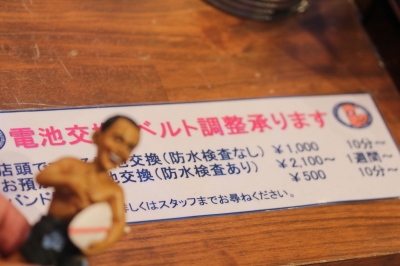 電池交 ベルト調整承ります
店頭で 池交換(防水検査なし) ￥1,000 10分～
お預 池交換(防水検査あり) ￥2,100～ 1週間～
バンド ￥500 10分～
しくはスタッフまでお尋ねください。